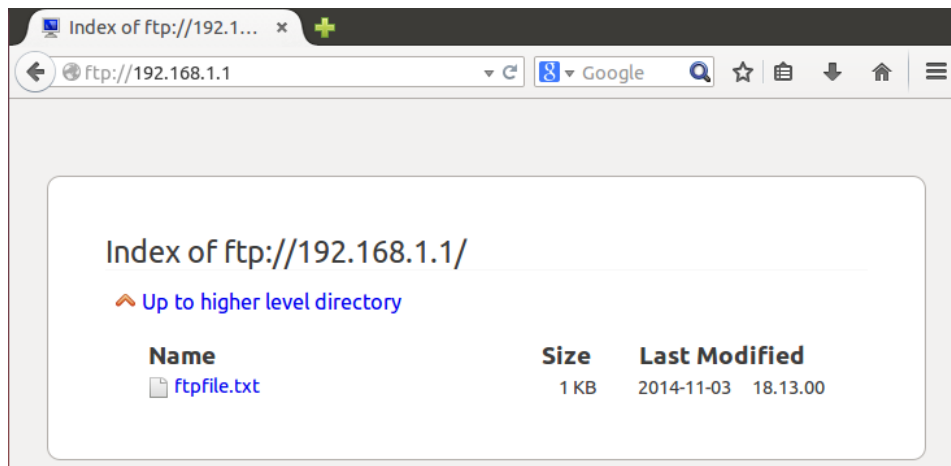 Index of ftp://192.1...
ftp://192.168.1.1 8 Google
Index of ftp://192.168.1.1/
Up to higher level directory
Name Size Last Modified
ftpfile.txt 1 KB 2014-11-03 18.13.00